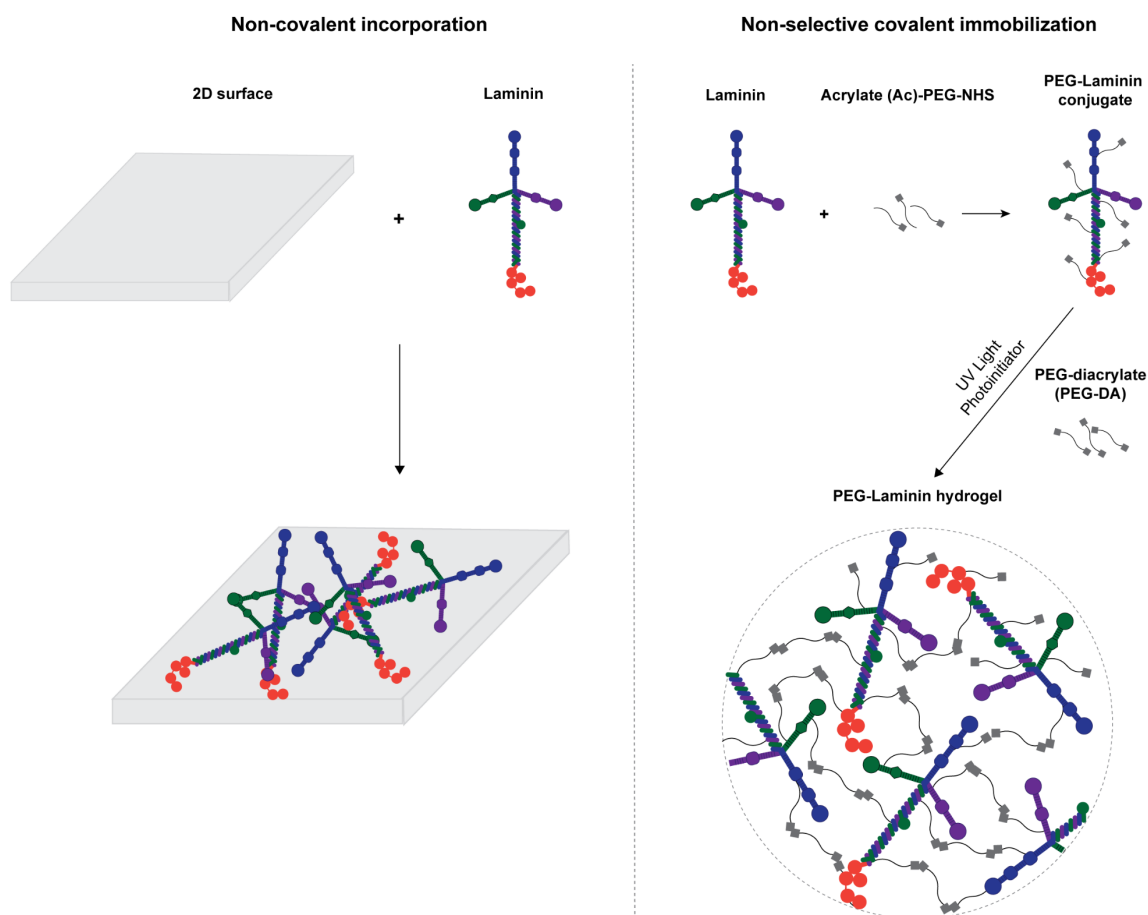 Non-covalent incorporation
2D surface
Laminin
+
Non-selective covalent immobilization
Laminin
Acrylate (Ac)-PEG-NHS
PEG-Laminin
conjugate
+
UV Light
Photoinitiator
PEG-diacrylate
(PEG-DA)
PEG-Laminin hydrogel